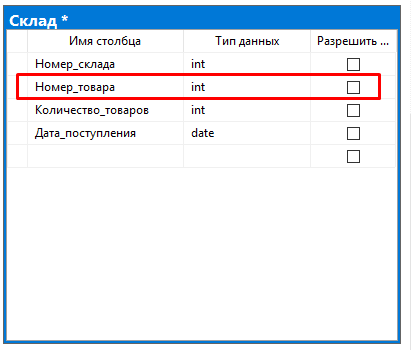 Склад *
Имя столбца Тип данных Разрешить ...
Номер_склада int
Номер_товара int
Количество_товаров int
Дата_поступления date